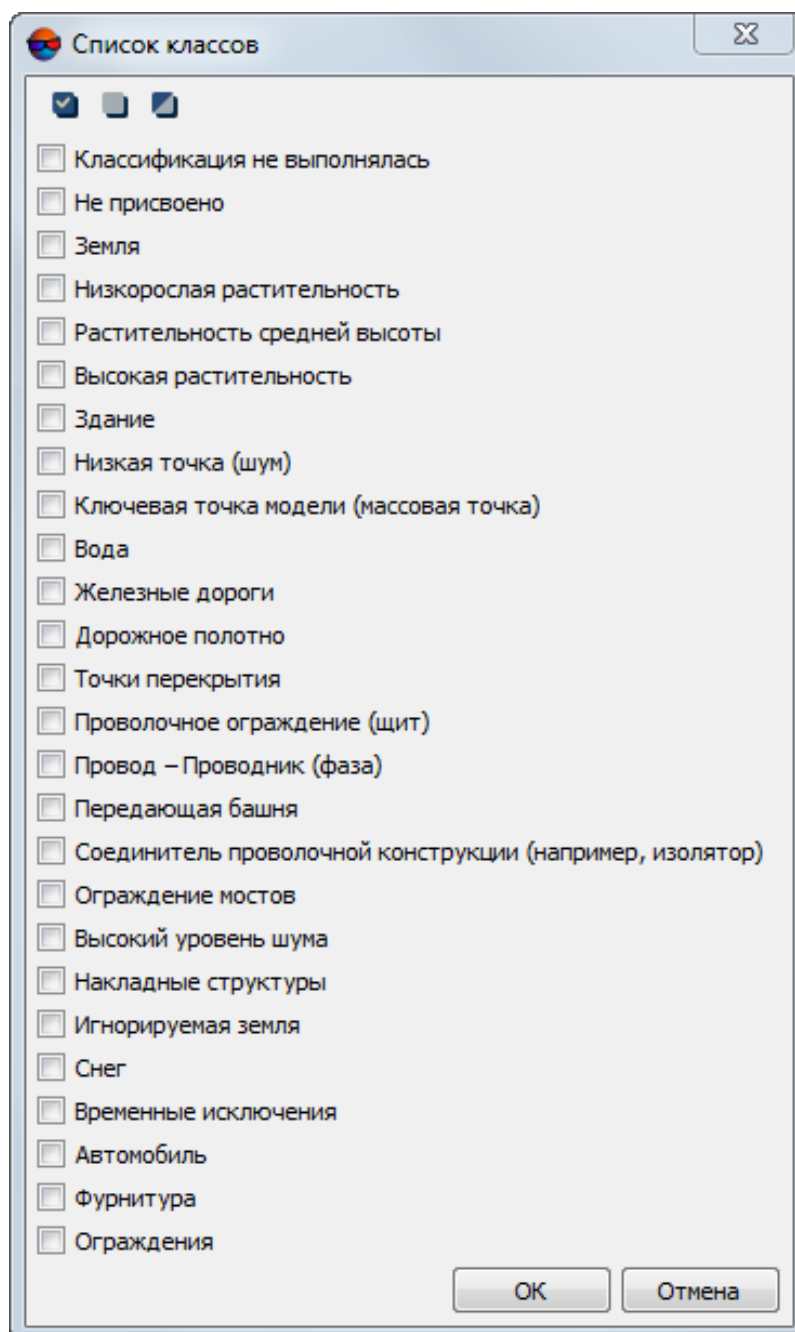 Список классов
Классификация не выполнялась
Не присвоено
Земля
Низкорослая растительность
Растительность средней высоты
Высокая растительность
Здание
Низкая точка (шум)
Ключевая точка модели (массовая точка)
Вода
Железные дороги
Дорожное полотно
Точки перекрытия
Проволочное ограждение (щит)
Провод – Проводник (фаза)
Передающая башня
Соединитель проволочной конструкции (например, изолятор)
Ограждение мостов
Высокий уровень шума
Накладные структуры
Игнорируемая земля
Снег
Временные исключения
Автомобиль
Фурнитура
Ограждения
ОК Отмена